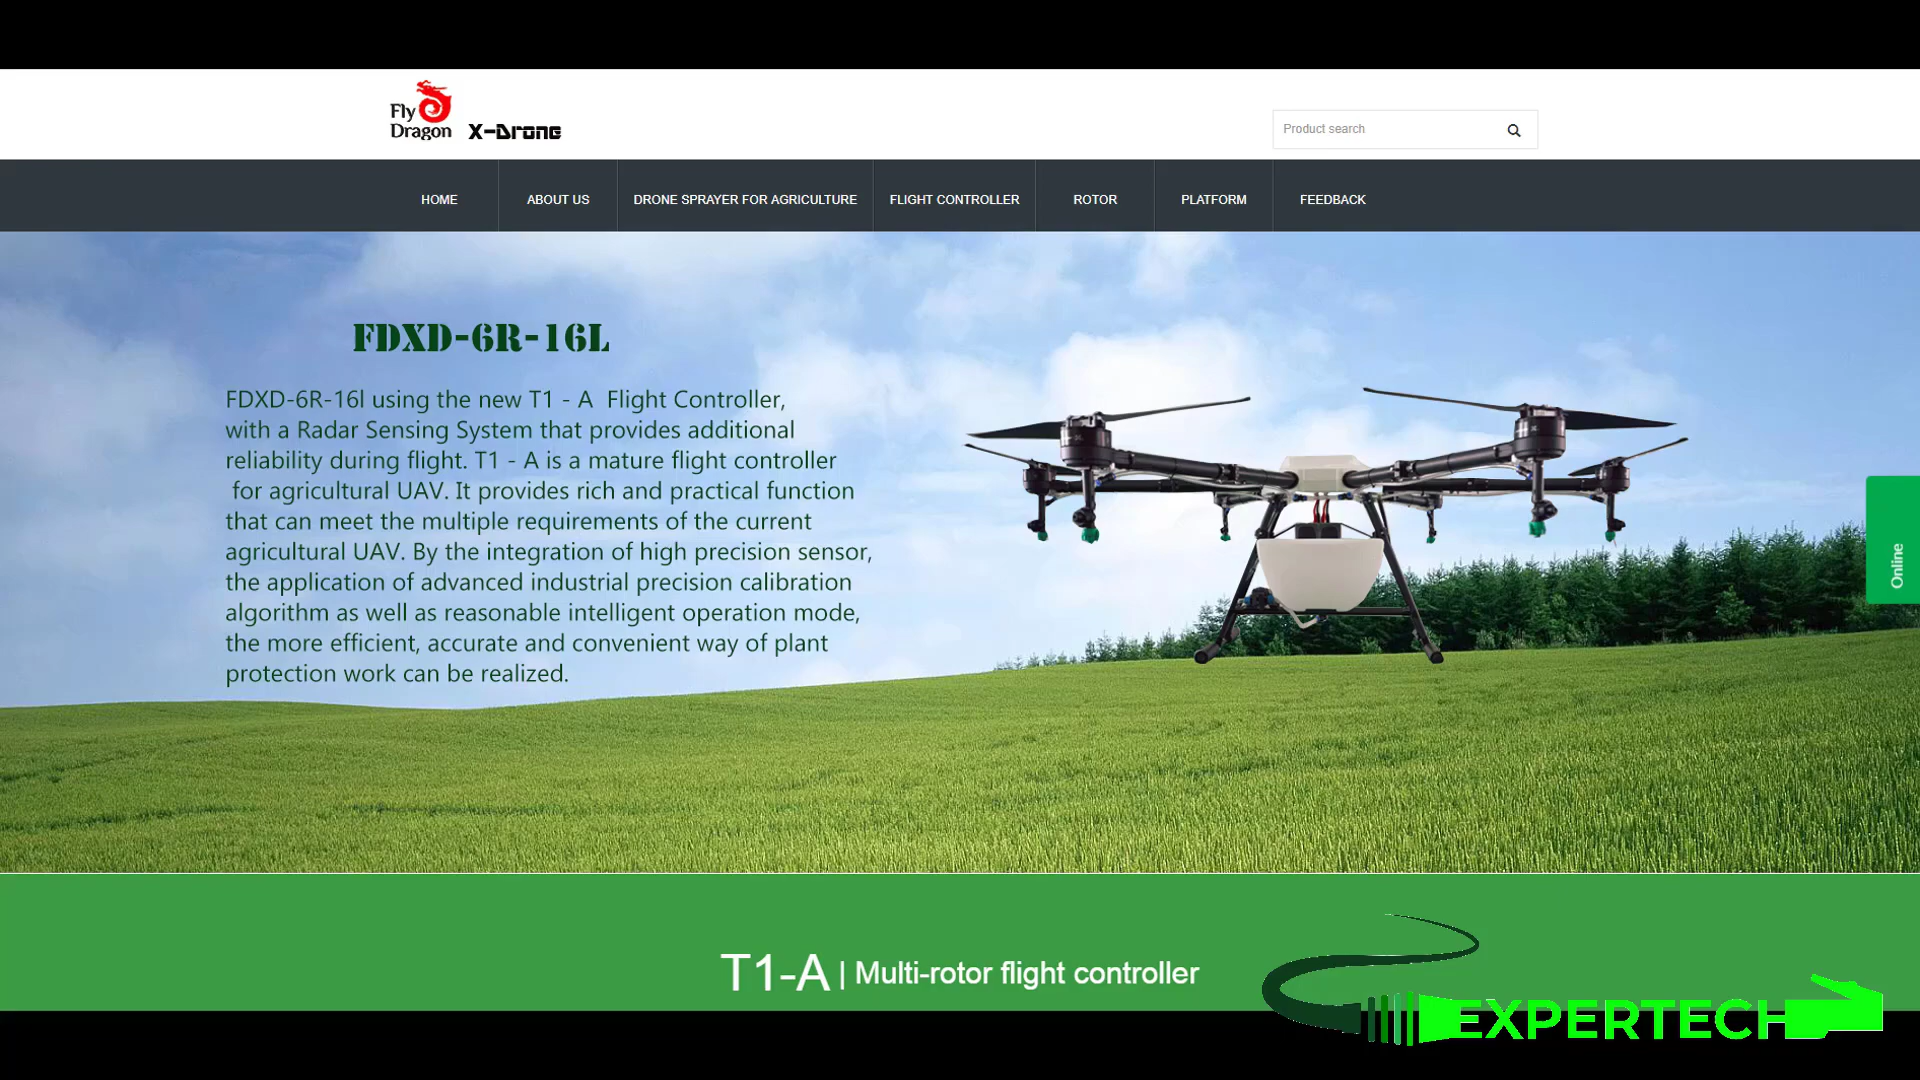 Fly
Dragon X-Drone
Product search
HOME ABOUT US DRONE SPRAYER FOR AGRICULTURE FLIGHT CONTROLLER ROTOR PLATFORM FEEDBACK
FDXD-6R-16L
FDXD-6R-16l using the new T1 - A Flight Controller,
with a Radar Sensing System that provides additional
reliability during flight. T1 - A is a mature flight controller
for agricultural UAV. It provides rich and practical function
that can meet the multiple requirements of the current
agricultural UAV. By the integration of high precision sensor,
the application of advanced industrial precision calibration
algorithm as well as reasonable intelligent operation mode,
the more efficient, accurate and convenient way of plant
protection work can be realized.
Online
T1-A | Multi-rotor flight controller
EXPERTECH